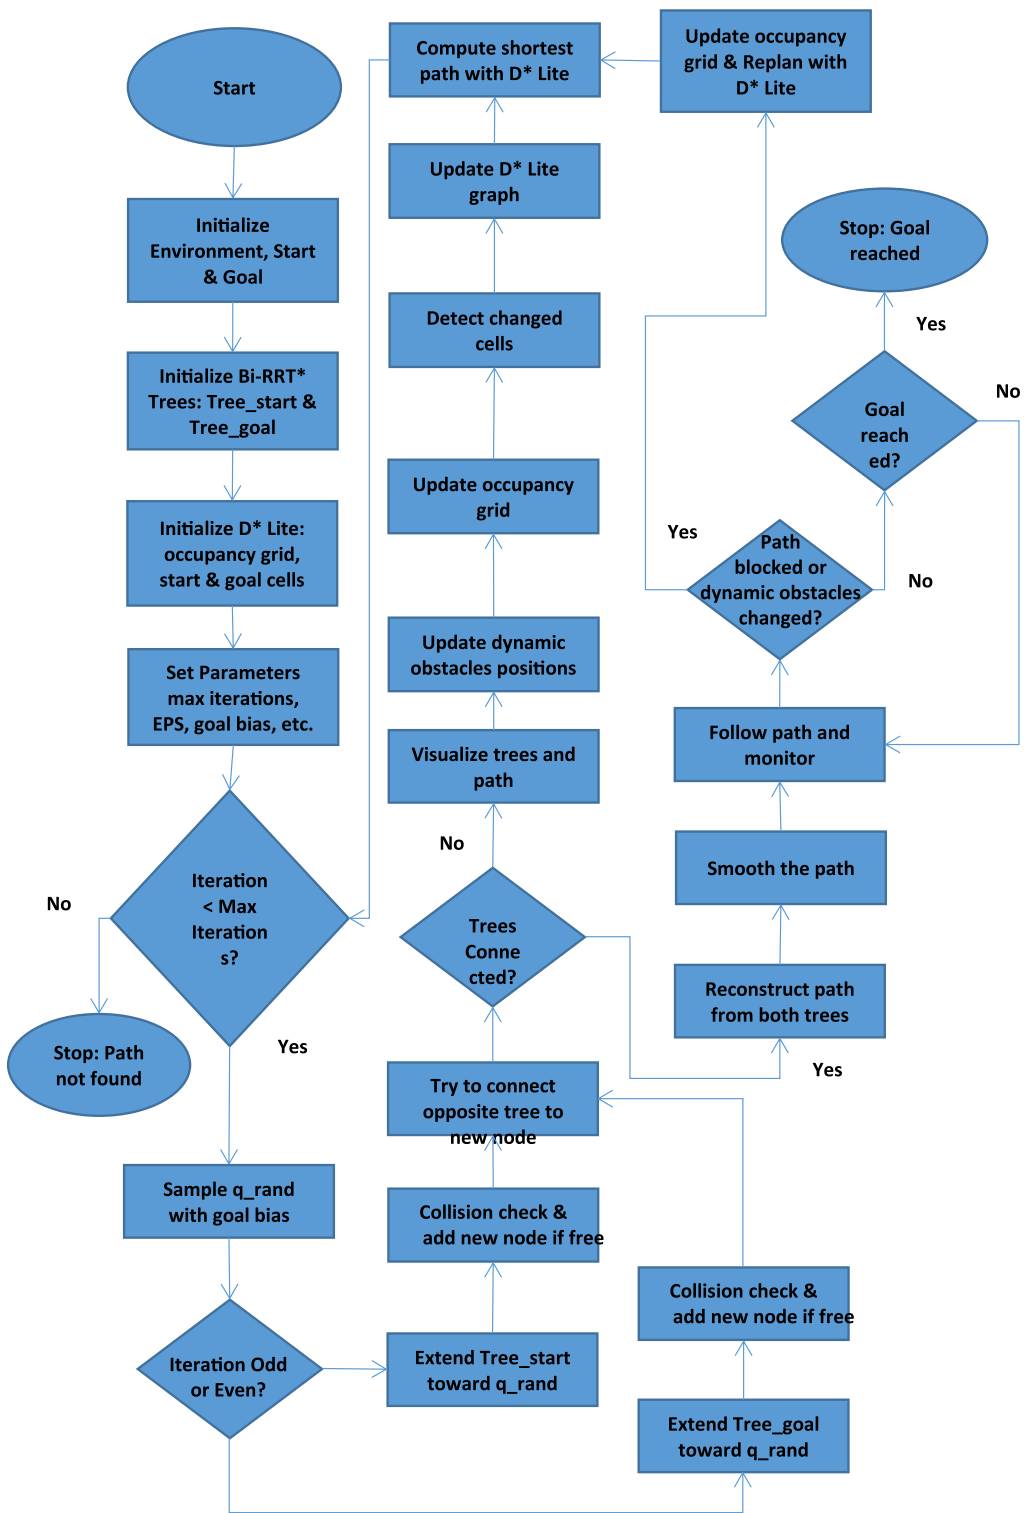 Start
Initialize
Environment, Start
& Goal
Initialize Bi-RRT*
Trees: Tree_start &
Tree_goal
Initialize D* Lite:
occupancy grid,
start & goal cells
Set Parameters
max iterations,
EPS, goal bias, etc.
Iteration
< Max
Iteration
s?
No
Stop: Path
not found
Yes
Sample q_rand
with goal bias
Iteration Odd
or Even?
Compute shortest
path with D* Lite
Update D* Lite
graph
Detect changed
cells
Update occupancy
grid
Update dynamic
obstacles positions
Visualize trees and
path
No
Trees
Conne
cted?
Try to connect
opposite tree to
new node
Collision check &
add new node if free
Extend Tree_start
toward q_rand
Update occupancy
grid & Replan with
D* Lite
Stop: Goal
reached
Yes
No
Goal
reach
ed?
Yes
Path
blocked or
dynamic obstacles
changed?
No
Follow path and
monitor
Smooth the path
Reconstruct path
from both trees
Yes
Collision check &
add new node if free
Extend Tree_goal
toward q_rand